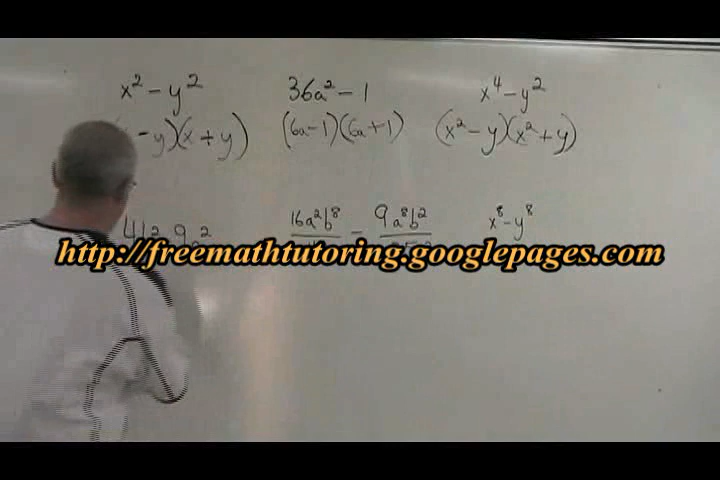 x² - y² 36a² - 1 x⁴ - y²
- y)(x + y) (6a - 1)(6a + 1) (x² - y)(x² + y)
16a²b⁸ - 9a⁸b² x⁸ - y⁸
http://freemathtutoring.googlepages.com